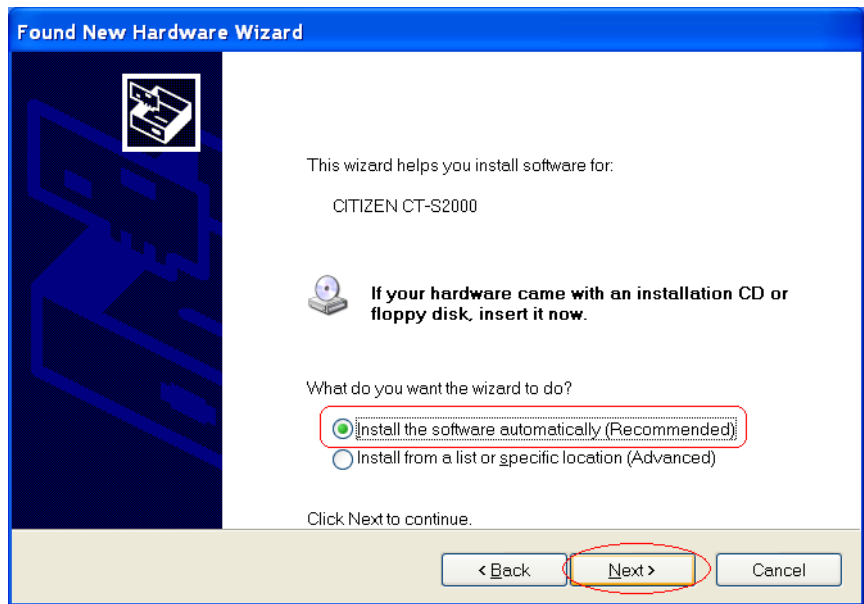 Found New Hardware Wizard
This wizard helps you install software for:
CITIZEN CT-S2000
If your hardware came with an installation CD or
floppy disk, insert it now.
What do you want the wizard to do?
Install the software automatically (Recommended)
Install from a list or specific location (Advanced)
Click Next to continue.
< Back
Next >
Cancel